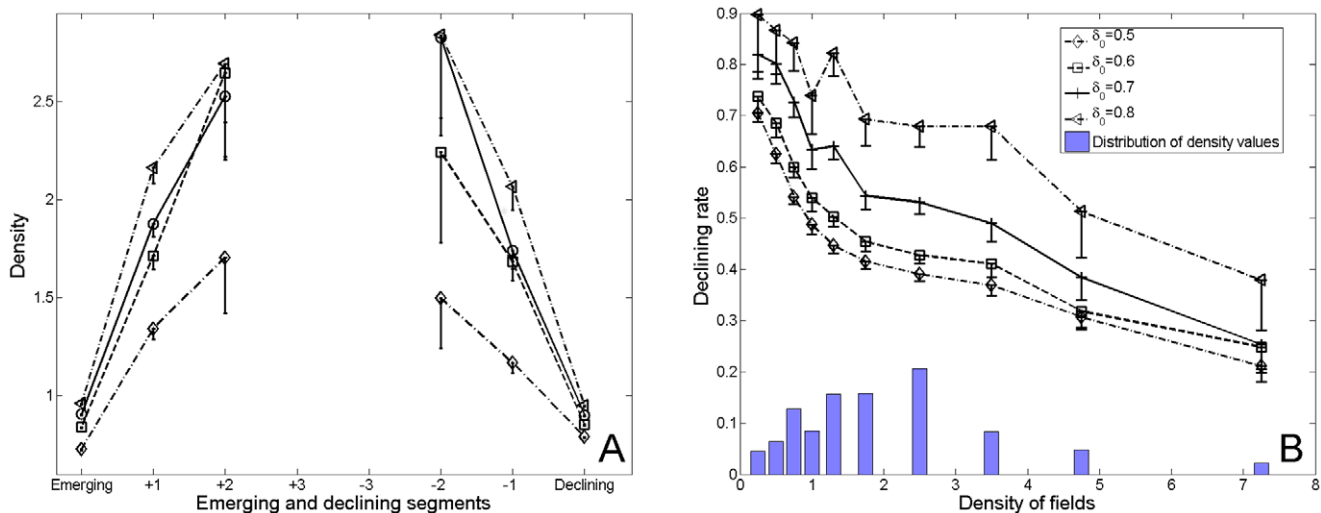 2.5
2
1.5
1
Density
Emerging +1 +2 +3 -3 -2 -1 Declining
Emerging and declining segments
A
0.9
0.8
0.7
0.6
0.5
0.4
0.3
0.2
0.1
0
Declining rate
0 1 2 3 4 5 6 7 8
Density of fields
δ0=0.5
δ0=0.6
δ0=0.7
δ0=0.8
Distribution of density values
B